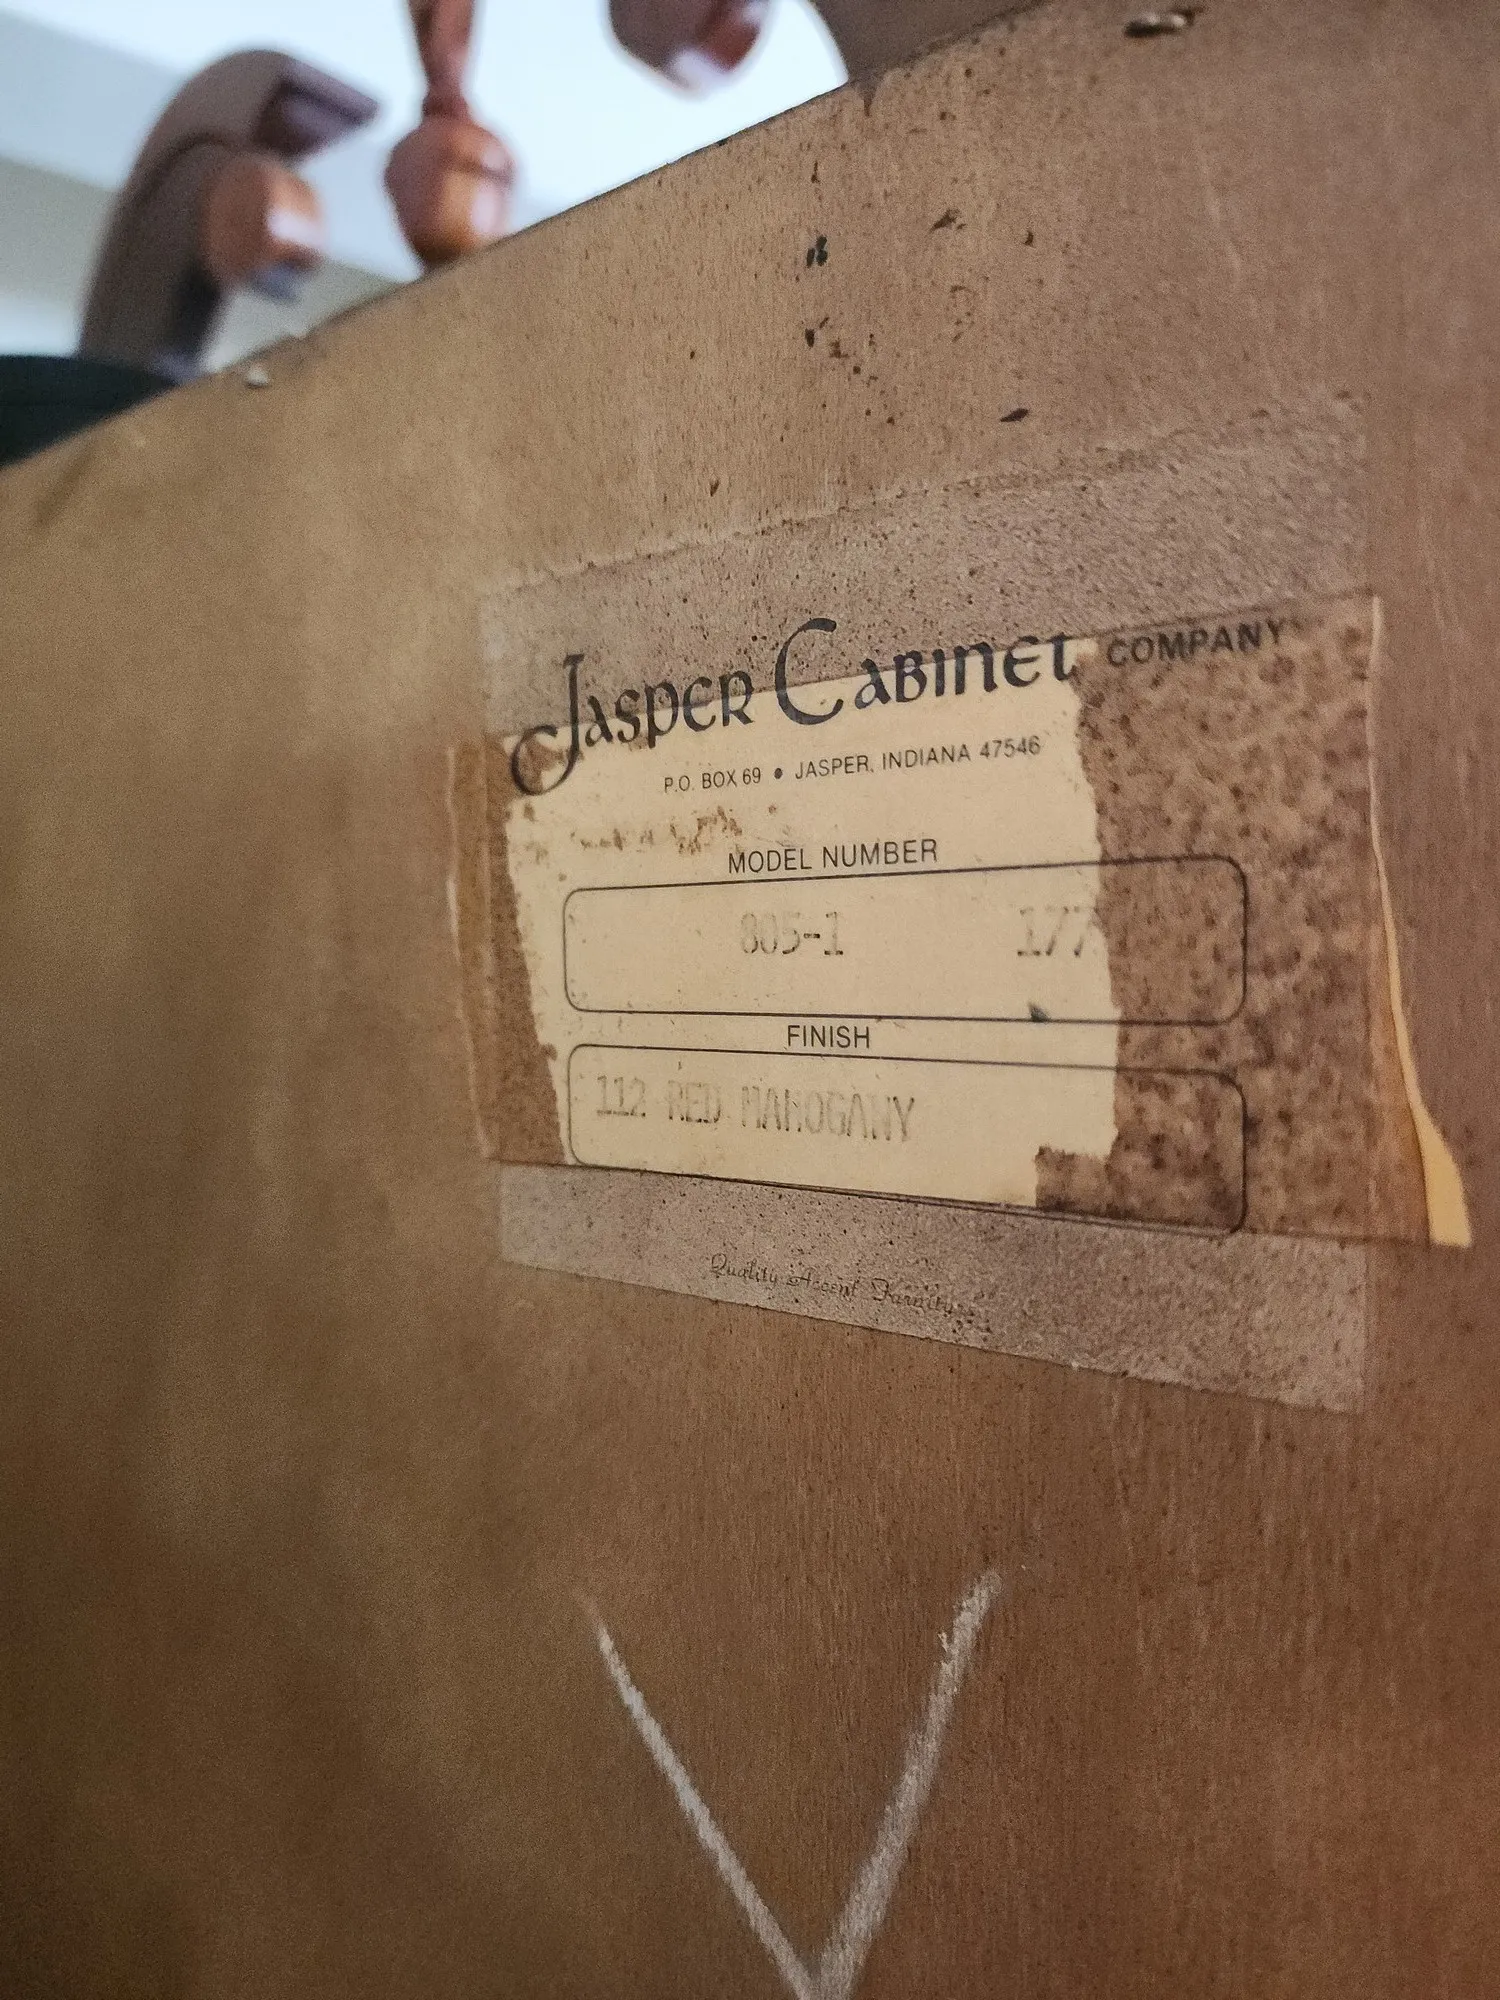 Jasper Cabinet COMPANY
P.O. BOX 69 • JASPER, INDIANA 47546
MODEL NUMBER
805-1 177
FINISH
112 RED MAHOGANY
Quality Accent Furniture